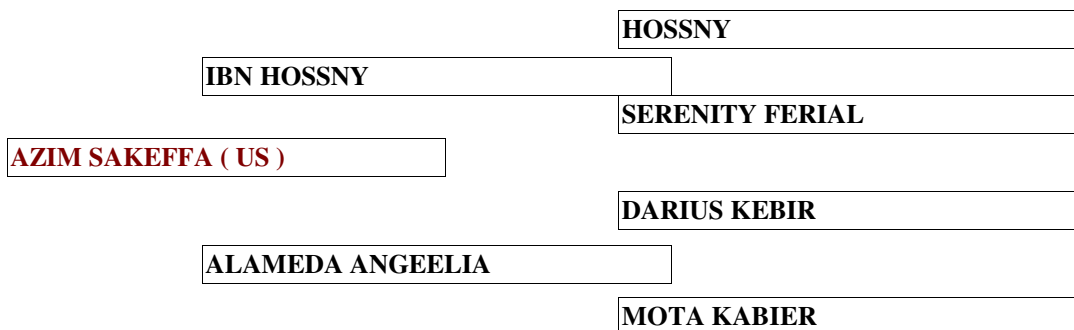 HOSSNY
IBN HOSSNY
SERENITY FERIAL
AZIM SAKEFFA ( US )
DARIUS KEBIR
ALAMEDA ANGEELIA
MOTA KABIER